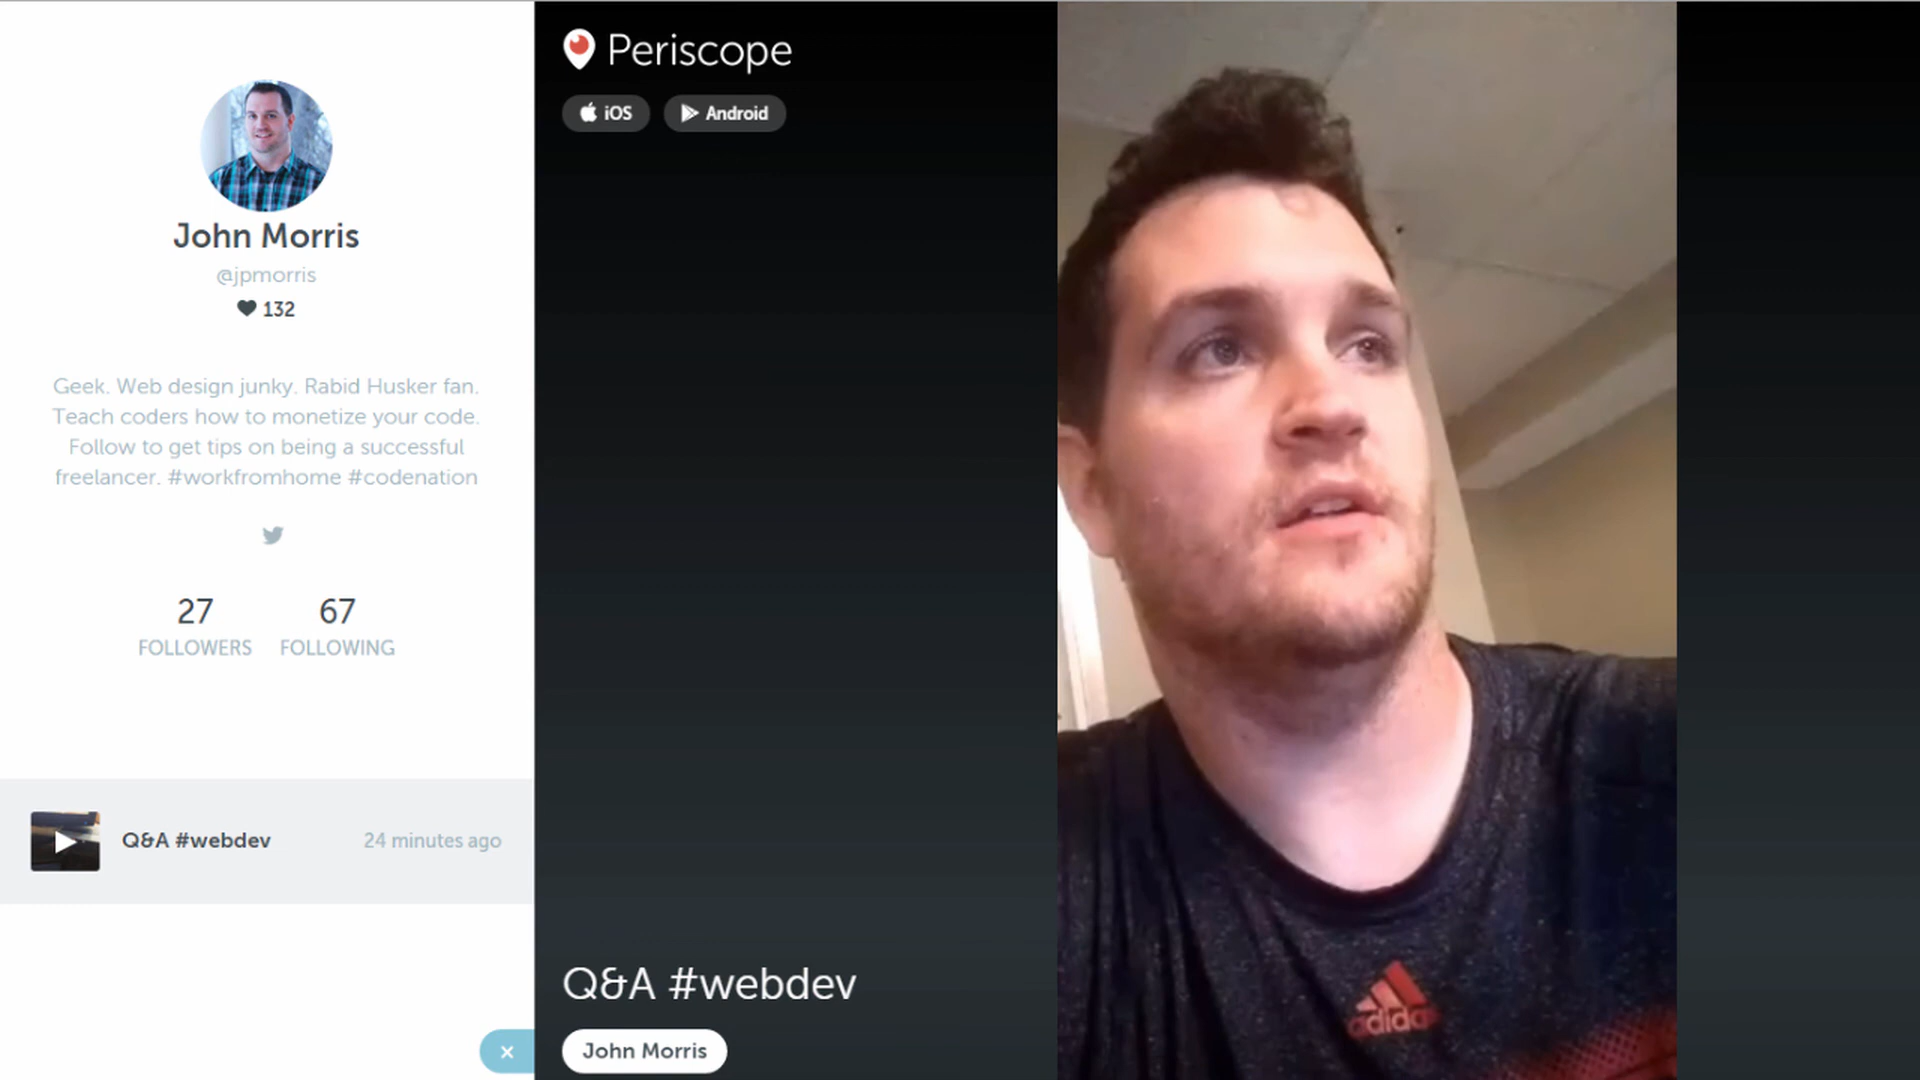 John Morris
@jpmorris
132
Geek. Web design junky. Rabid Husker fan.
Teach coders how to monetize your code.
Follow to get tips on being a successful
freelancer. #workfromhome #codenation
27 67
FOLLOWERS FOLLOWING
Q&A #webdev 24 minutes ago
Periscope
iOS Android
Q&A #webdev
John Morris
adidas